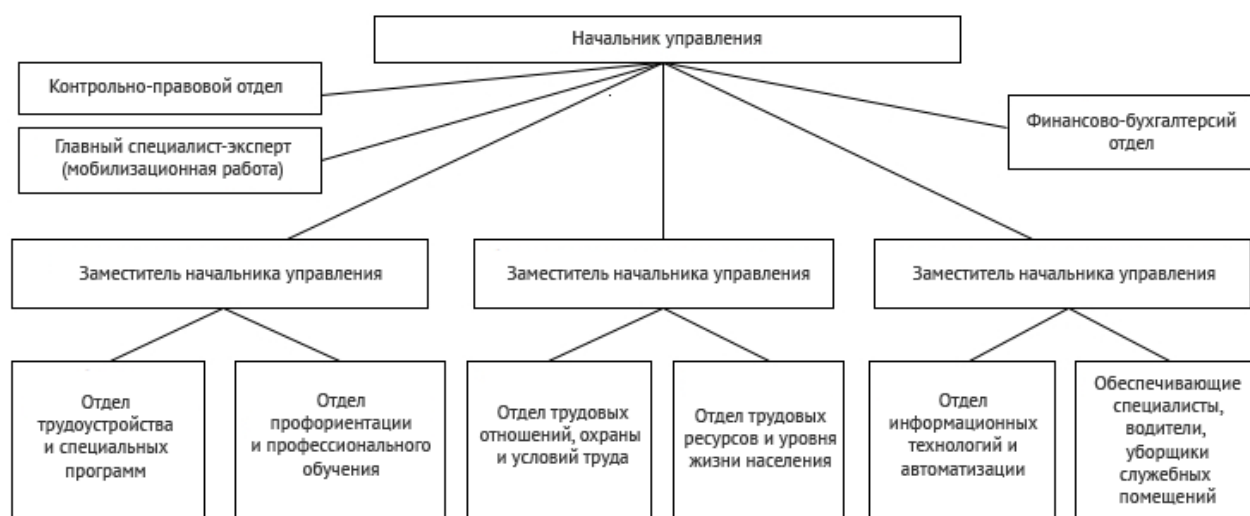 Начальник управления
Контрольно-правовой отдел
Главный специалист-эксперт
(мобилизационная работа)
Финансово-бухгалтерсий
отдел
Заместитель начальника управления
Заместитель начальника управления
Заместитель начальника управления
Отдел
трудоустройства
и специальных
программ
Отдел
профориентации
и профессионального
обучения
Отдел трудовых
отношений, охраны
и условий труда
Отдел трудовых
ресурсов и уровня
жизни населения
Отдел
информационных
технологий и
автоматизации
Обеспечивающие
специалисты,
водители,
уборщики
служебных
помещений